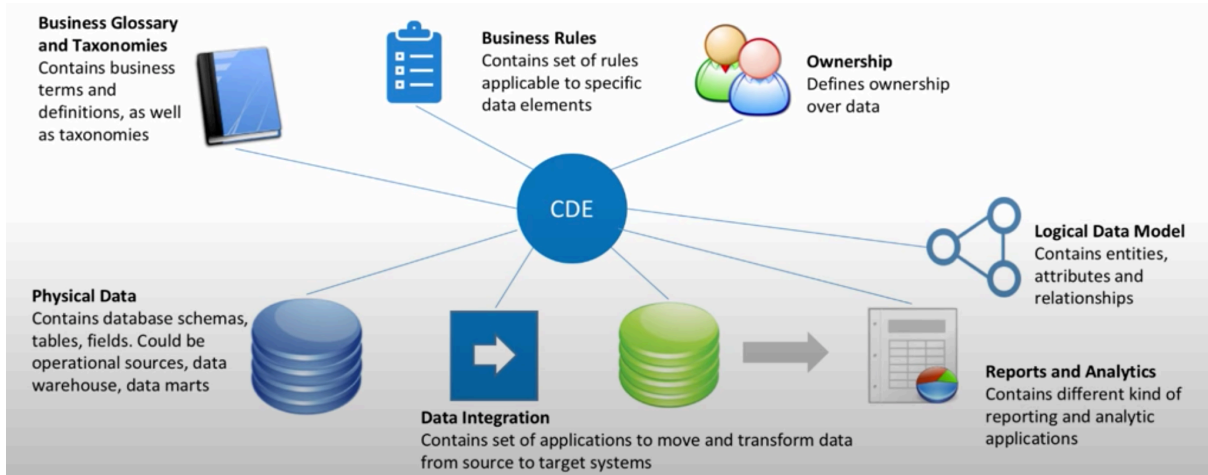 Business Glossary
and Taxonomies
Contains business
terms and
definitions, as well
as taxonomies
Business Rules
Contains set of rules
applicable to specific
data elements
Ownership
Defines ownership
over data
CDE
Logical Data Model
Contains entities,
attributes and
relationships
Physical Data
Contains database schemas,
tables, fields. Could be
operational sources, data
warehouse, data marts
Data Integration
Contains set of applications to move and transform data
from source to target systems
Reports and Analytics
Contains different kind of
reporting and analytic
applications